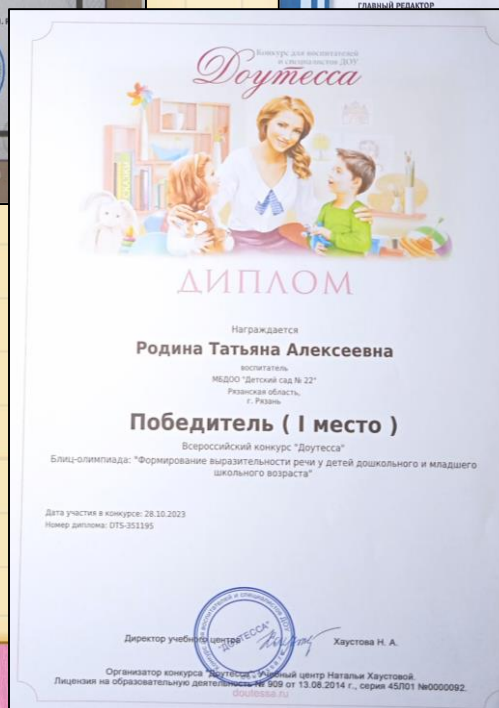 ГЛАВНЫЙ РЕДАКТОР
Конкурс для воспитателей
и специалистов ДОУ
Доутесса
СКАЗКИ
ДИПЛОМ
Награждается
Родина Татьяна Алексеевна
воспитатель
МБДОУ "Детский сад № 22"
Рязанская область,
г. Рязань
Победитель ( I место )
Всероссийский конкурс "Доутесса"
Блиц-олимпиада: "Формирование выразительности речи у детей дошкольного и младшего
школьного возраста"
Дата участия в конкурсе: 28.10.2023
Номер диплома: DTS-351195
Директор учебного центра
Хаустова Н. А.
"ДОУТЕССА"
Организатор конкурса "Доутесса", Учебный центр Натальи Хаустовой.
Лицензия на образовательную деятельность № 909 от 13.08.2014 г., серия 45Л01 №0000092.
doutessa.ru